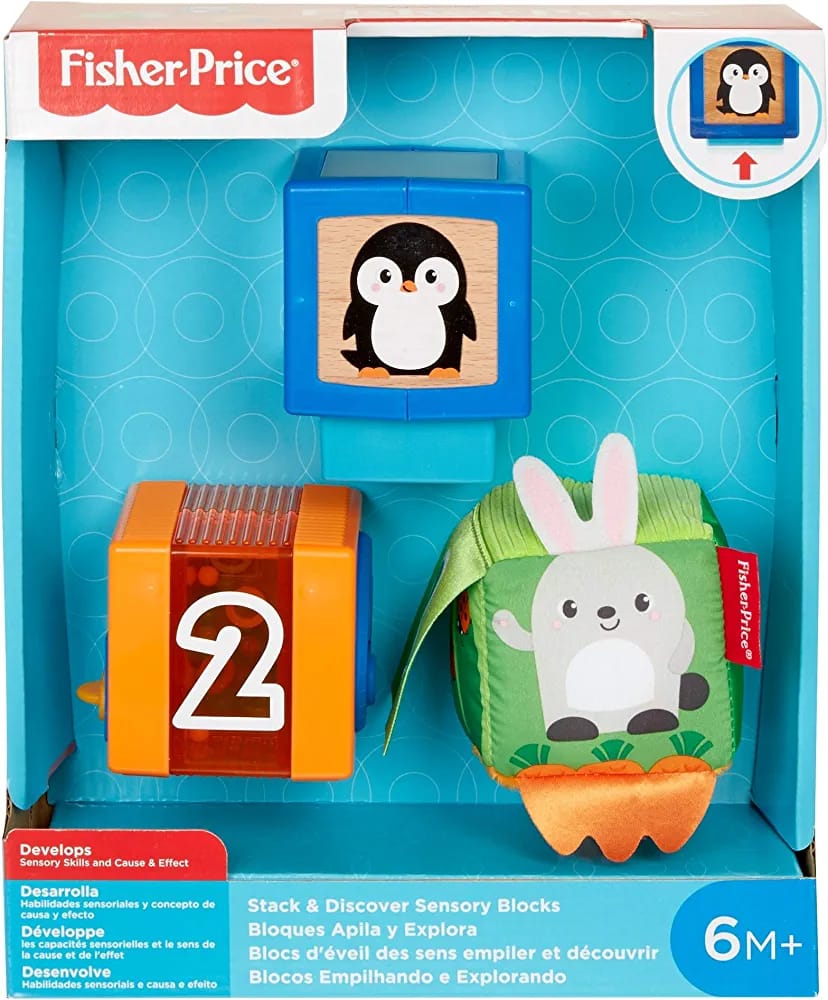 Fisher-Price®
2
Fisher-Price®
Develops
Sensory Skills and Cause & Effect
Desarrolla
Habilidades sensoriales y concepto de
causa y efecto
Développe
les capacités sensorielles et le sens de
la cause et de l'effet
Desenvolve
Habilidades sensoriais e causa e efeito
Stack & Discover Sensory Blocks
Bloques Apila y Explora
Blocs d'éveil des sens empiler et découvrir
Blocos Empilhando e Explorando
6M+